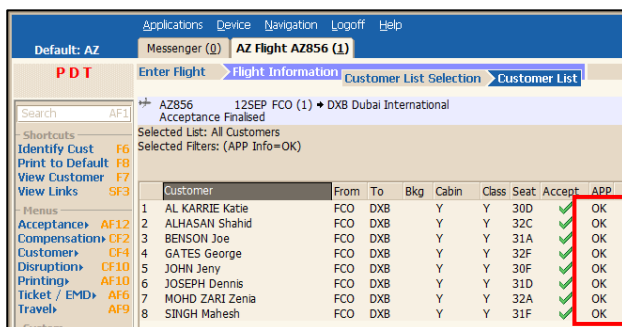 Applications Device Navigation Logoff Help
Default: AZ
Messenger (0) AZ Flight AZ856 (1)
PDT
Enter Flight Flight Information Customer List Selection Customer List
Search AF1
AZ856 12SEP FCO (1) → DXB Dubai International
Acceptance Finalised
Selected List: All Customers
Selected Filters: (APP Info=OK)
Shortcuts
Identify Cust F6
Print to Default F8
View Customer F7
View Links SF3
Menus
Acceptance AF12
Compensation CF2
Customer CF4
Disruption CF10
Printing AF10
Ticket / EMD AF6
Travel AF9
Customer From To Bkg Cabin Class Seat Accept APP
1 AL KARRIE Katie FCO DXB Y Y 30D ✓ OK
2 ALHASAN Shahid FCO DXB Y Y 32C ✓ OK
3 BENSON Joe FCO DXB Y Y 31A ✓ OK
4 GATES George FCO DXB Y Y 32F ✓ OK
5 JOHN Jeny FCO DXB Y Y 30F ✓ OK
6 JOSEPH Dennis FCO DXB Y Y 31D ✓ OK
7 MOHD ZARI Zenia FCO DXB Y Y 32A ✓ OK
8 SINGH Mahesh FCO DXB Y Y 31F ✓ OK